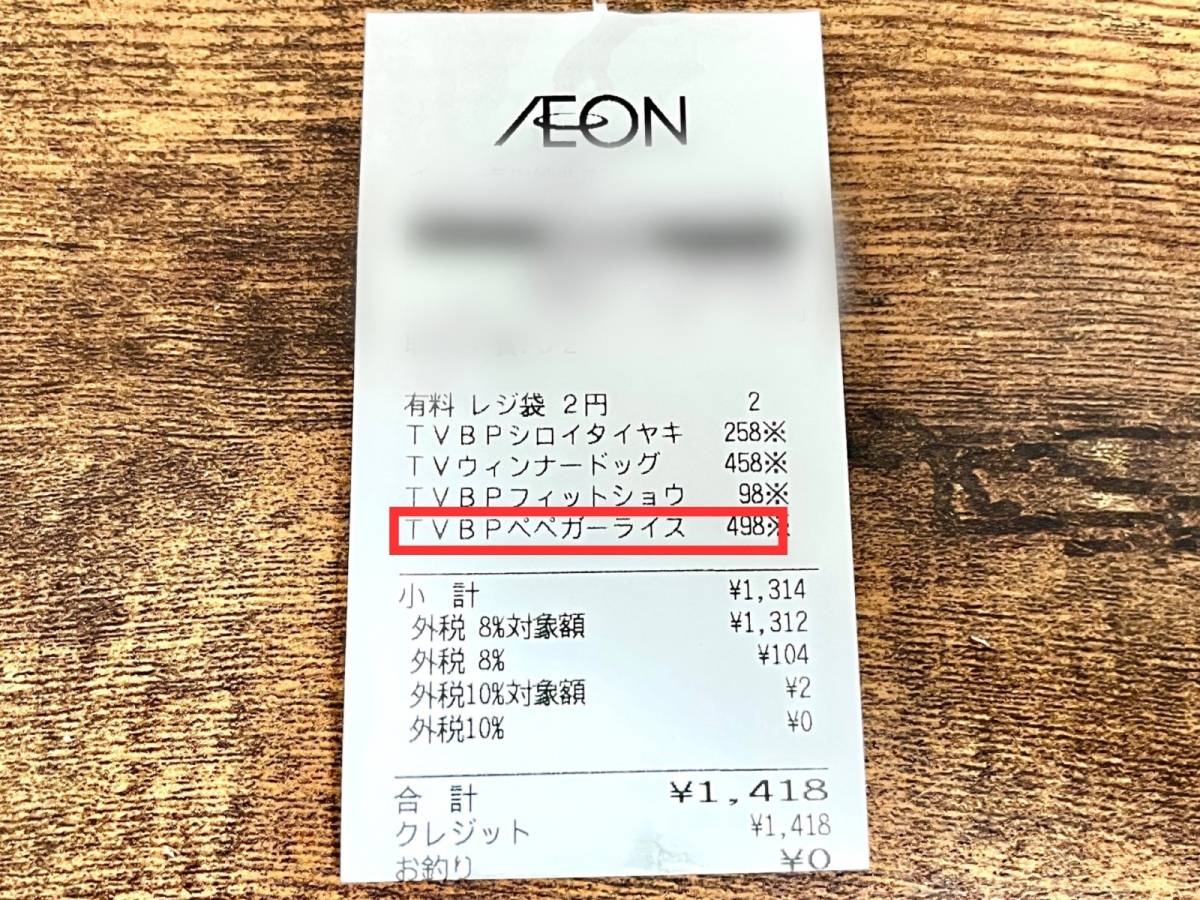 ÆON
有料 レジ袋 2円 2
TVBPシロイタイヤキ 258※
TVウィンナードッグ 458※
TVBPフィットショウ 98※
TVBPペペガーライス 498※
小 計 ¥1,314
外税 8%対象額 ¥1,312
外税 8% ¥104
外税10%対象額 ¥2
外税10% ¥0
合 計 ¥1,418
クレジット ¥1,418
お釣り ¥0